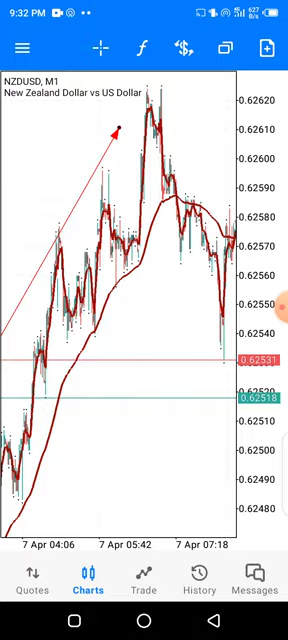 9:32 PM
627
B/s
NZDUSD, M1
New Zealand Dollar vs US Dollar
0.62620
0.62610
0.62600
0.62590
0.62580
0.62570
0.62560
0.62550
0.62540
0.62531
0.62520
0.62518
0.62510
0.62500
0.62490
0.62480
7 Apr 04:06
7 Apr 05:42
7 Apr 07:18
Quotes
Charts
Trade
History
Messages